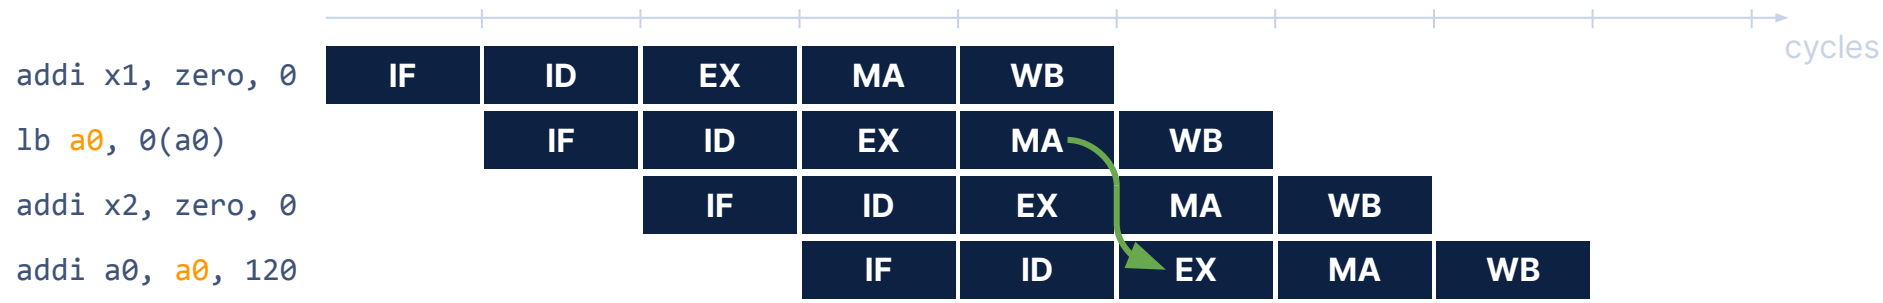 cycles
addi x1, zero, 0 IF ID EX MA WB
lb a0, 0(a0) IF ID EX MA WB
addi x2, zero, 0 IF ID EX MA WB
addi a0, a0, 120 IF ID EX MA WB